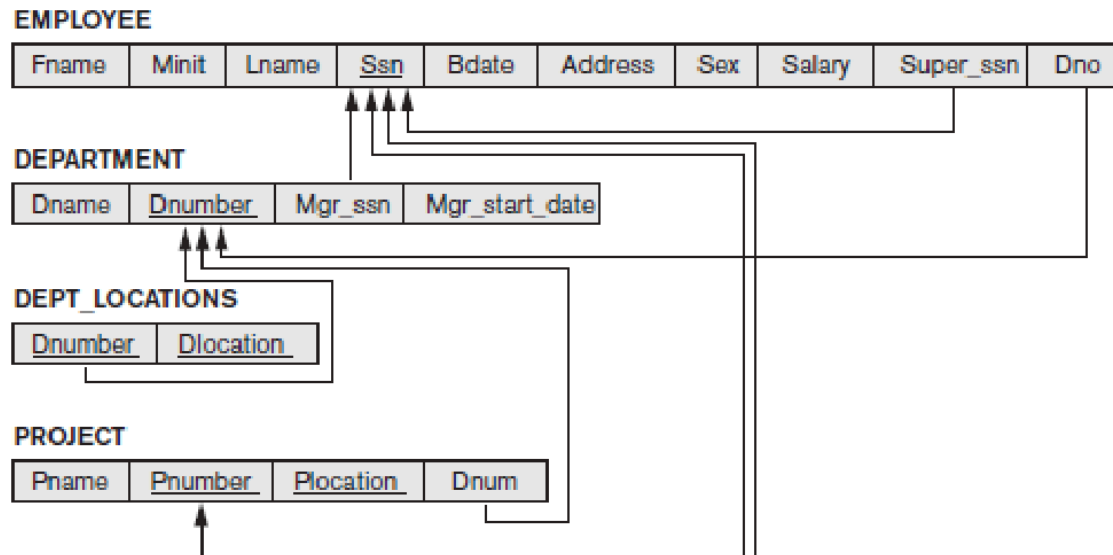 EMPLOYEE
Fname Minit Lname Ssn Bdate Address Sex Salary Super_ssn Dno
DEPARTMENT
Dname Dnumber Mgr_ssn Mgr_start_date
DEPT_LOCATIONS
Dnumber Dlocation
PROJECT
Pname Pnumber Plocation Dnum